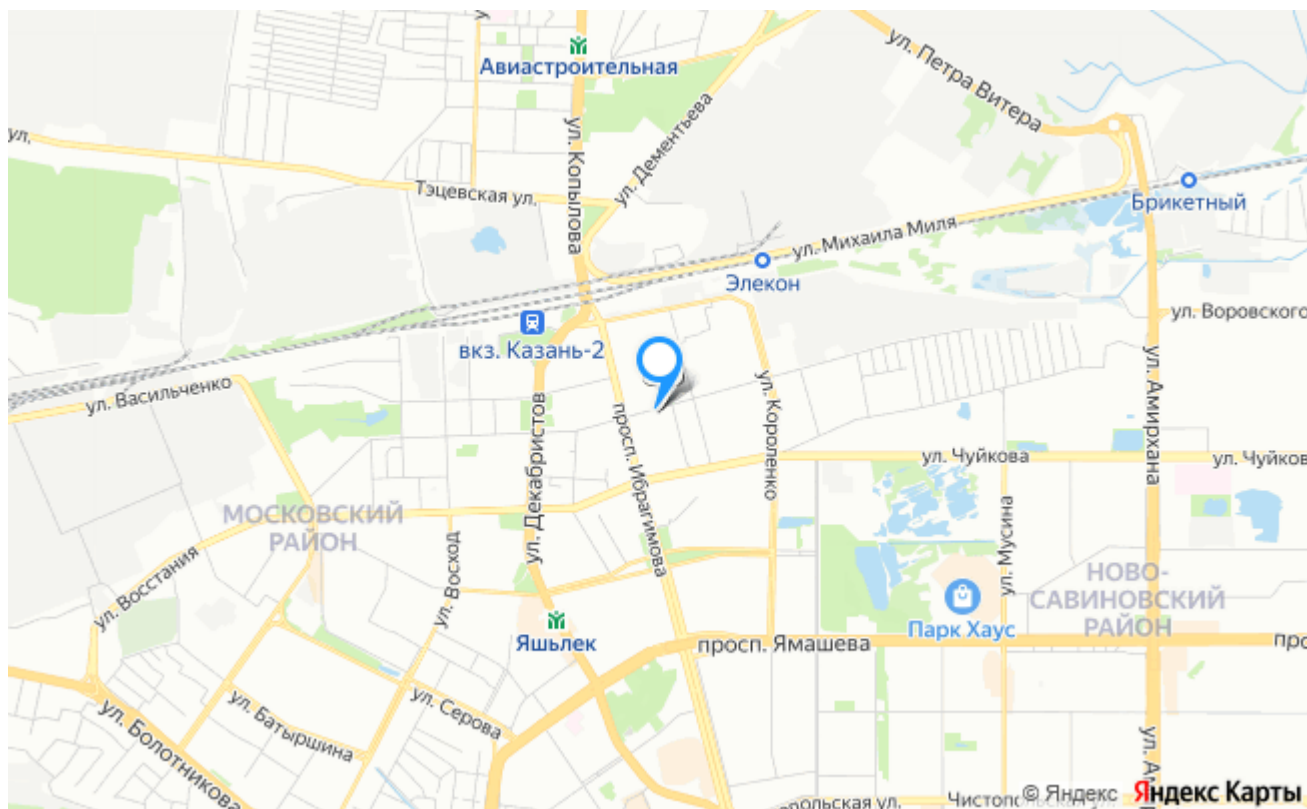 ул. Петра Витера
Авиастроительная
ул. Копылова
ул. Дементьева
ул.
Тэцевская ул.
Брикетный
ул. Михаила Миля
Элекон
ул. Воровского
вкз. Казань-2
ул. Васильченко
ул. Декабристов
просп. Ибрагимова
ул. Короленко
ул. Амирхана
ул. Чуйкова
ул. Чуйкова
МОСКОВСКИЙ
РАЙОН
ул. Восстания
ул. Восход
ул. Мусина
НОВО-
САВИНОВСКИЙ
РАЙОН
Парк Хаус
Яшьлек
просп. Ямашева
ул. Серова
ул. Батыршина
ул. Болотникова
© Яндекс Яндекс Карты